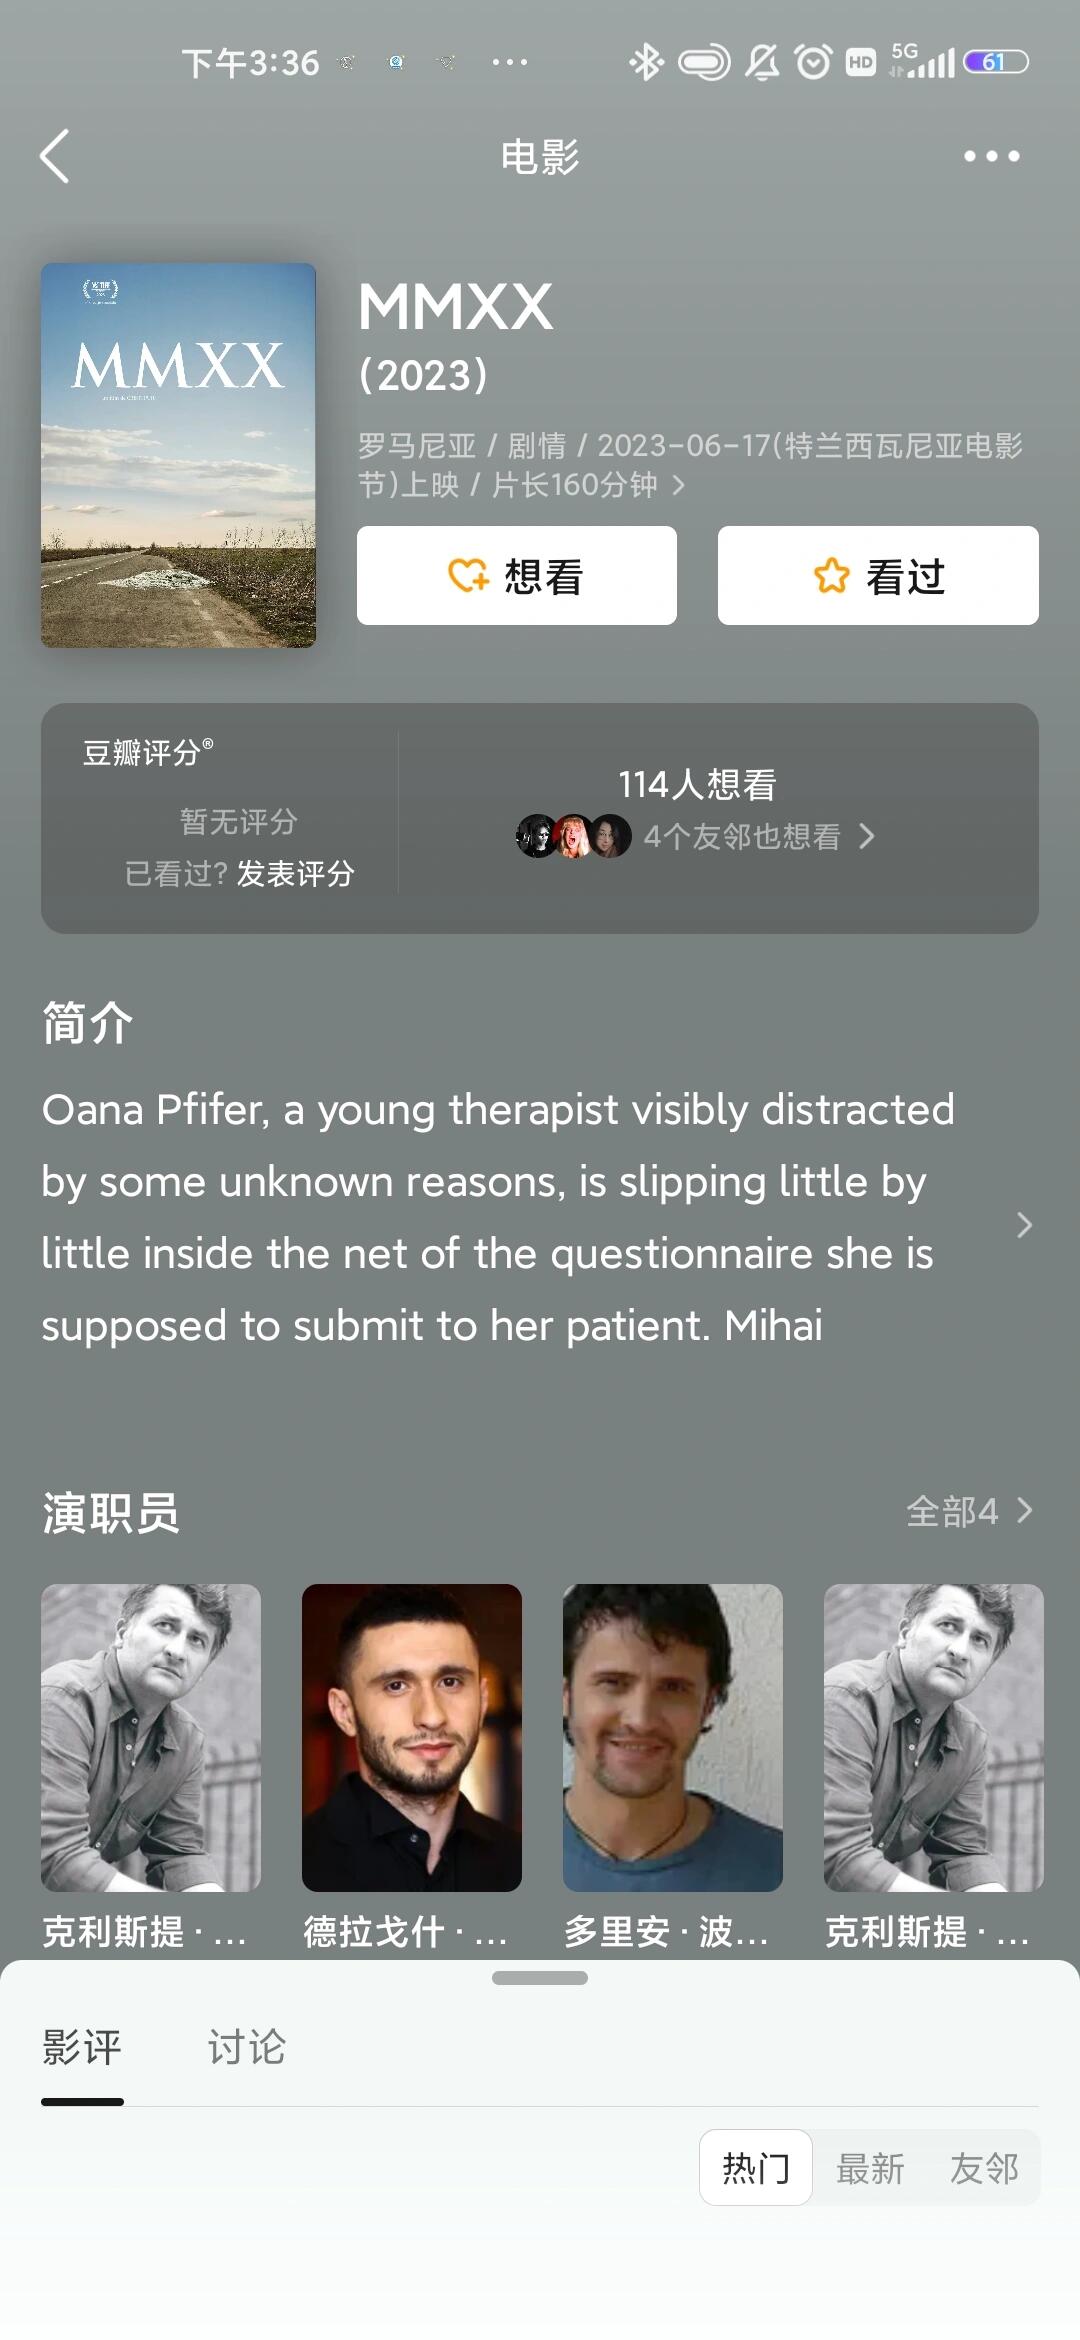 下午3:36
HD
5G
61
电影
MMXX
MMXX
(2023)
罗马尼亚 / 剧情 / 2023-06-17(特兰西瓦尼亚电影
节)上映 / 片长160分钟
想看
看过
豆瓣评分®
暂无评分
已看过? 发表评分
114人想看
4个友邻也想看
简介
Oana Pfifer, a young therapist visibly distracted
by some unknown reasons, is slipping little by
little inside the net of the questionnaire she is
supposed to submit to her patient. Mihai
演职员
全部4
克利斯提 · ...
德拉戈什 · ...
多里安 · 波...
克利斯提 · ...
影评
讨论
热门
最新
友邻